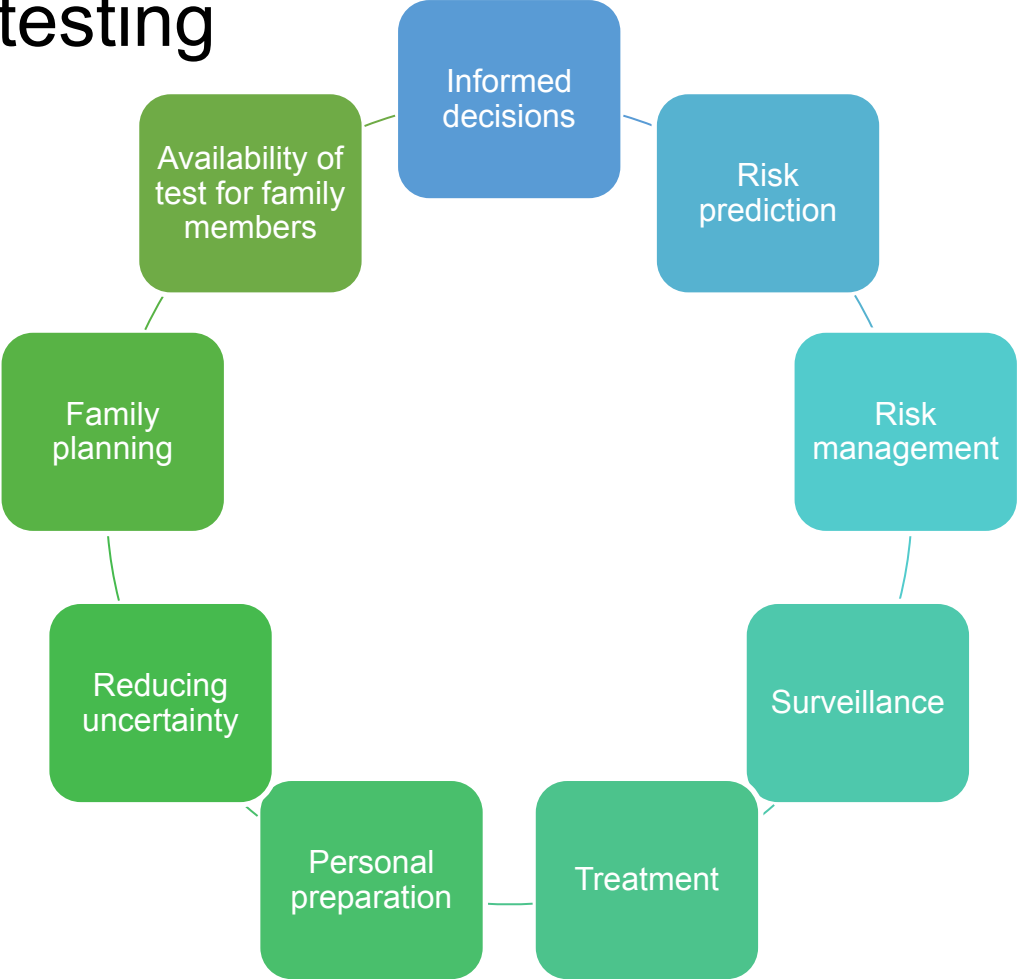 testing
Informed
decisions
Risk
prediction
Risk
management
Surveillance
Treatment
Personal
preparation
Reducing
uncertainty
Family
planning
Availability of
test for family
members